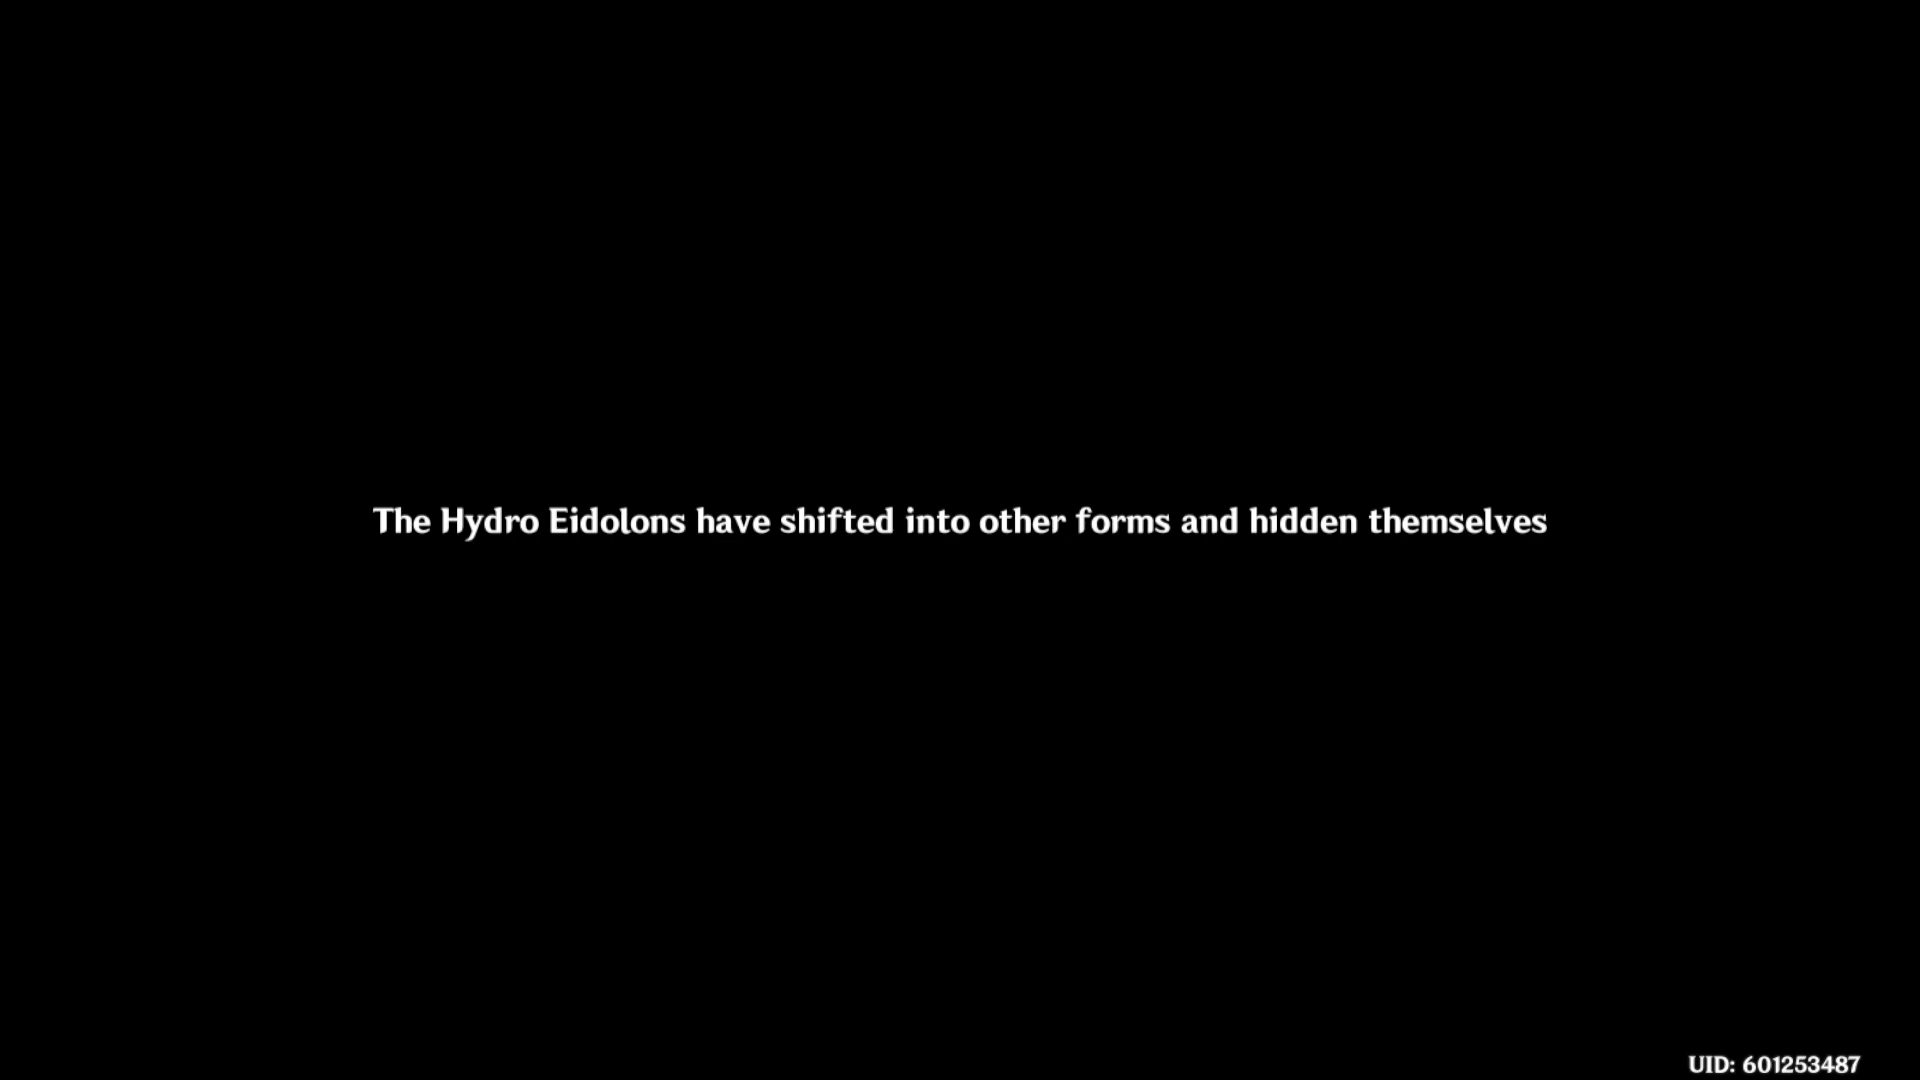 The Hydro Eidolons have shifted into other forms and hidden themselves
UID: 601253487